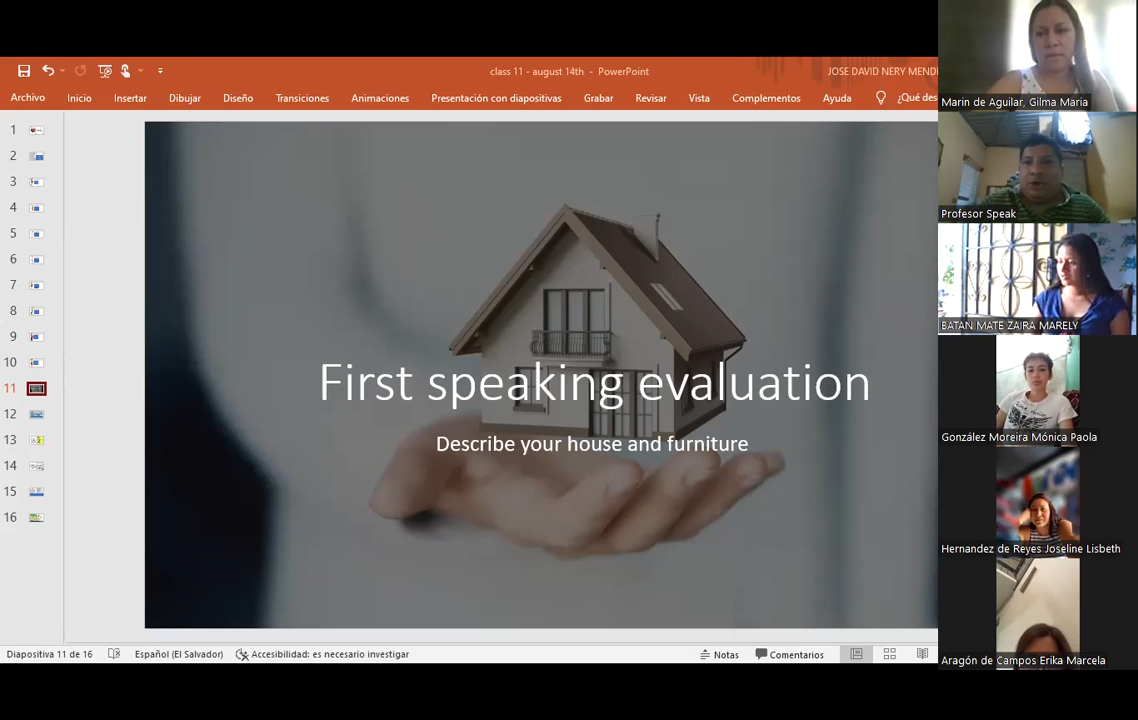 class 11 - august 14th - PowerPoint
JOSE DAVID NERY MEND
Archivo Inicio Insertar Dibujar Diseño Transiciones Animaciones Presentación con diapositivas Grabar Revisar Vista Complementos Ayuda ¿Qué des
1
2
3
4
5
6
7
8
9
10
11
12
13
14
15
16
First speaking evaluation
Describe your house and furniture
Diapositiva 11 de 16 Español (El Salvador) Accesibilidad: es necesario investigar Notas Comentarios
Marin de Aguilar, Gilma Maria
Profesor Speak
BATAN MATE ZAIRA MARELY
González Moreira Mónica Paola
Hernandez de Reyes Joseline Lisbeth
Aragón de Campos Erika Marcela